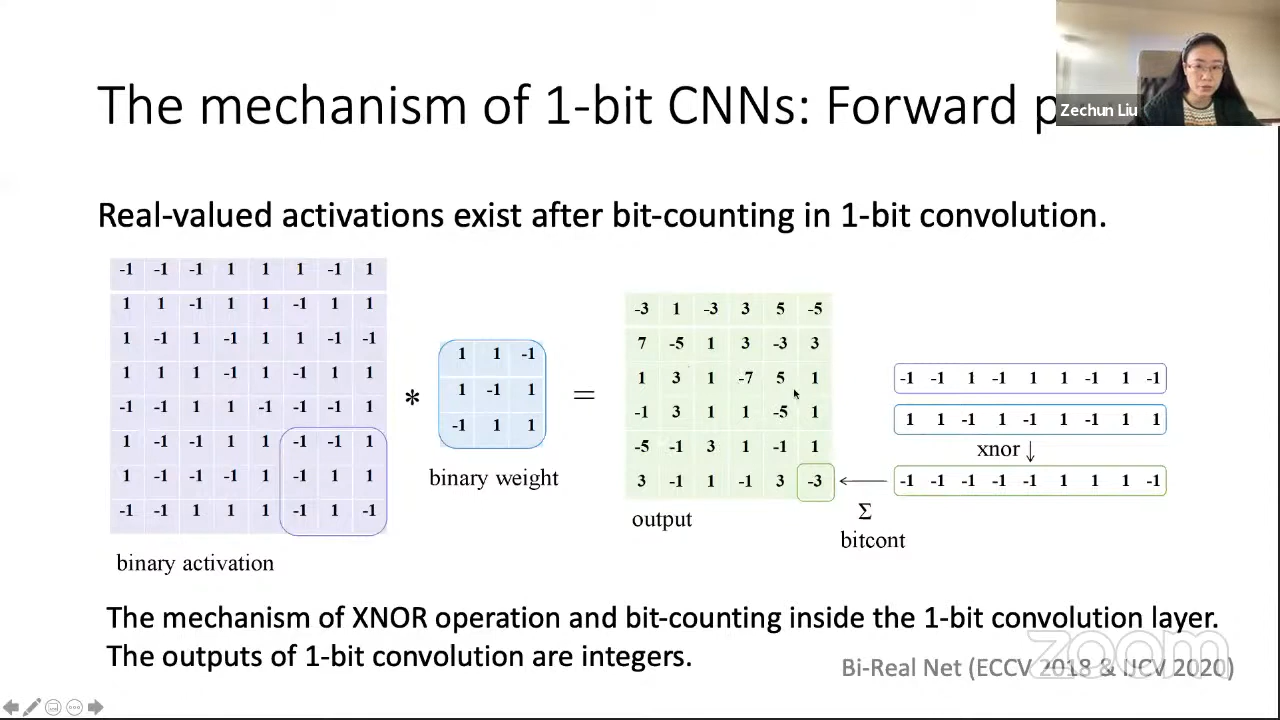 The mechanism of 1-bit CNNs: Forward p
Zechun Liu
Real-valued activations exist after bit-counting in 1-bit convolution.
-1 -1 -1 1 1 1 -1 1
1 1 -1 1 1 -1 1 1
1 -1 1 -1 1 1 -1 -1
1 1 1 -1 1 -1 1 1
-1 -1 1 1 -1 -1 -1 1
1 -1 -1 1 1 -1 -1 1
1 -1 -1 -1 1 -1 1 1
-1 -1 1 1 1 -1 1 -1
binary activation
*
1 1 -1
1 -1 1
-1 1 1
binary weight
=
-3 1 -3 3 5 -5
7 -5 1 3 -3 3
1 3 1 -7 5 1
-1 3 1 1 -5 1
-5 -1 3 1 -1 1
3 -1 1 -1 3 -3
output
-1 -1 1 -1 1 1 -1 1 -1
1 1 -1 1 -1 1 -1 1 1
xnor ↓
-1 -1 -1 -1 -1 1 1 1 -1
←
Σ
bitcont
The mechanism of XNOR operation and bit-counting inside the 1-bit convolution layer.
The outputs of 1-bit convolution are integers.
Bi-Real Net (ECCV 2018 & IJCV 2020)
zoom